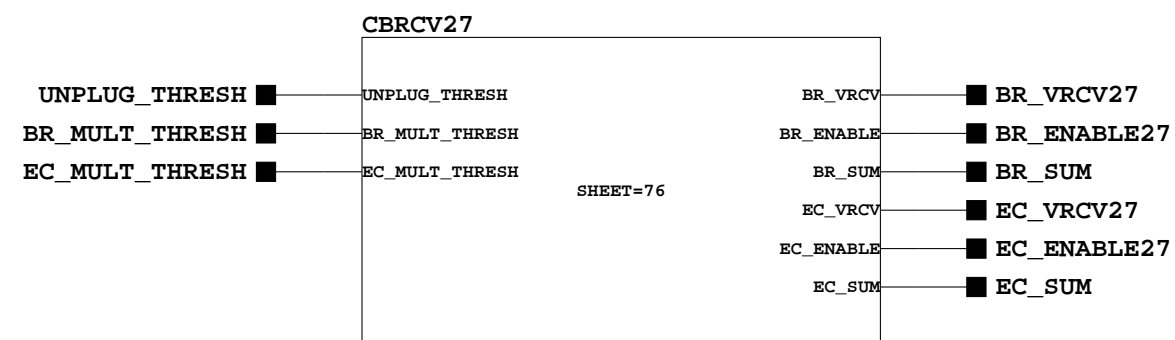 CBRCV27
UNPLUG_THRESH UNPLUG_THRESH BR_VRCV BR_VRCV27
BR_MULT_THRESH BR_MULT_THRESH BR_ENABLE BR_ENABLE27
EC_MULT_THRESH EC_MULT_THRESH BR_SUM BR_SUM
SHEET=76
EC_VRCV EC_VRCV27
EC_ENABLE EC_ENABLE27
EC_SUM EC_SUM